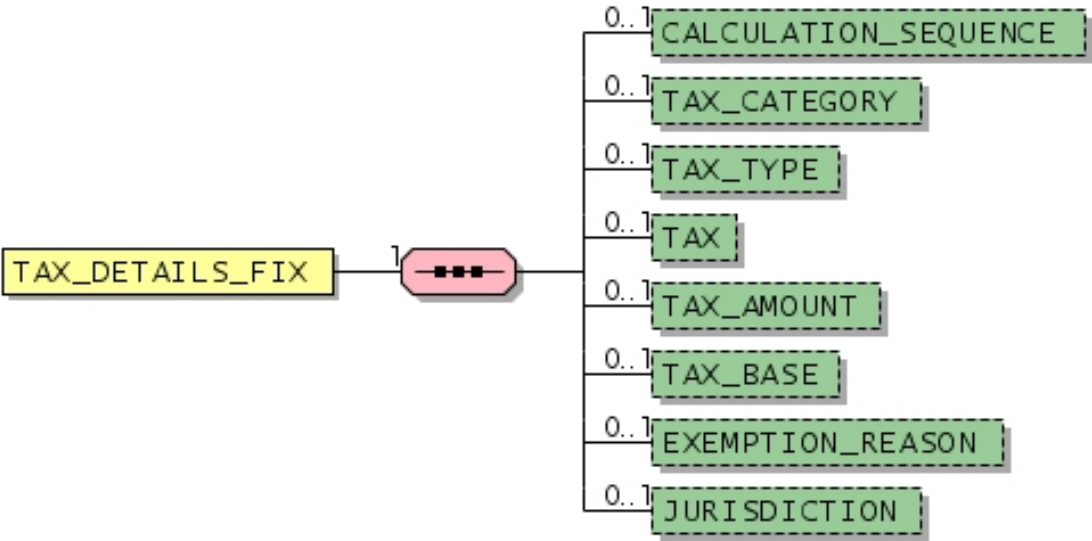 0..1
CALCULATION_SEQUENCE
0..1
TAX_CATEGORY
0..1
TAX_TYPE
0..1
TAX
TAX_DETAILS_FIX
1
0..1
TAX_AMOUNT
0..1
TAX_BASE
0..1
EXEMPTION_REASON
0..1
JURISDICTION